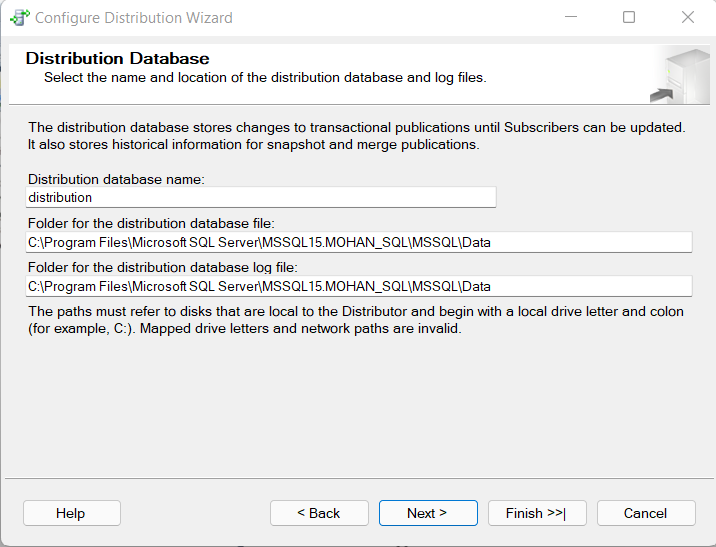 Configure Distribution Wizard
Distribution Database
Select the name and location of the distribution database and log files.
The distribution database stores changes to transactional publications until Subscribers can be updated.
It also stores historical information for snapshot and merge publications.
Distribution database name:
distribution
Folder for the distribution database file:
C:\Program Files\Microsoft SQL Server\MSSQL15.MOHAN_SQL\MSSQL\Data
Folder for the distribution database log file:
C:\Program Files\Microsoft SQL Server\MSSQL15.MOHAN_SQL\MSSQL\Data
The paths must refer to disks that are local to the Distributor and begin with a local drive letter and colon
(for example, C:). Mapped drive letters and network paths are invalid.
Help
< Back
Next >
Finish >>|
Cancel